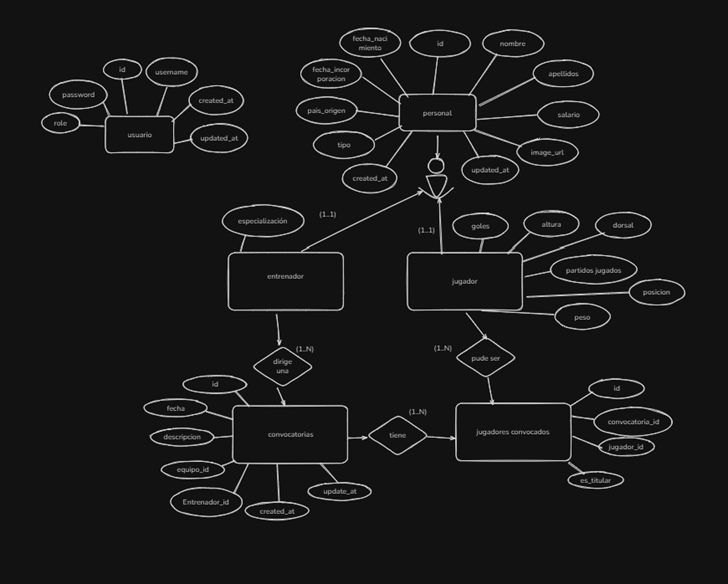 fecha_naci
miento
id
nombre
fecha_incor
poracion
apellidos
pais_origen
personal
salario
tipo
image_url
created_at
updated_at
id
username
password
created_at
role
usuario
updated_at
especialización
(1..1)
(1..1)
goles
altura
dorsal
entrenador
jugador
partidos jugados
posicion
peso
dirige
una
(1..N)
(1..N)
pude ser
id
fecha
descripcion
convocatorias
equipo_id
Entrenador_id
created_at
update_at
tiene
(1..N)
jugadores convocados
id
convocatoria_id
jugador_id
es_titular